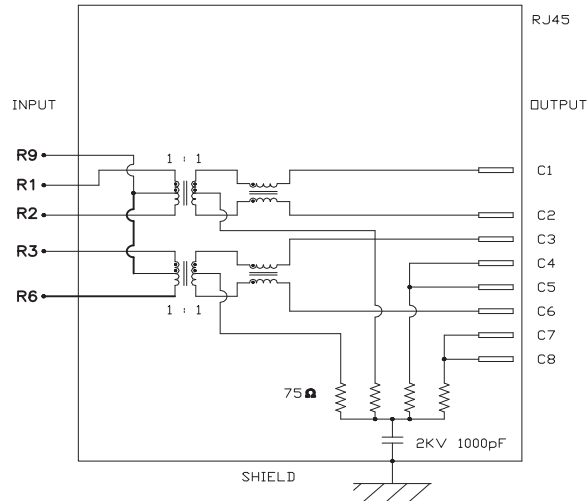 RJ45
INPUT
OUTPUT
R9
1 : 1
C1
R1
R2
C2
R3
C3
C4
C5
R6
C6
1 : 1
C7
C8
75Ω
2KV 1000pF
SHIELD